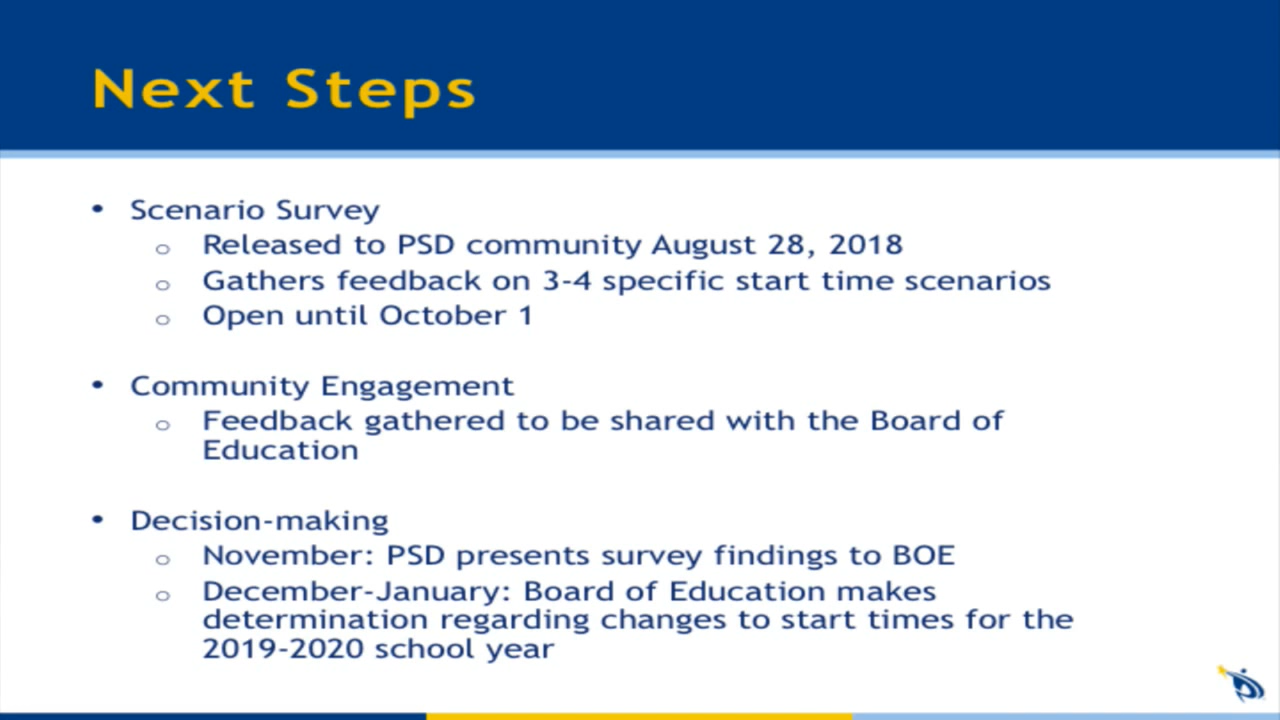 Next Steps
• Scenario Survey
o Released to PSD community August 28, 2018
o Gathers feedback on 3-4 specific start time scenarios
o Open until October 1
• Community Engagement
o Feedback gathered to be shared with the Board of
Education
• Decision-making
o November: PSD presents survey findings to BOE
o December-January: Board of Education makes
determination regarding changes to start times for the
2019-2020 school year